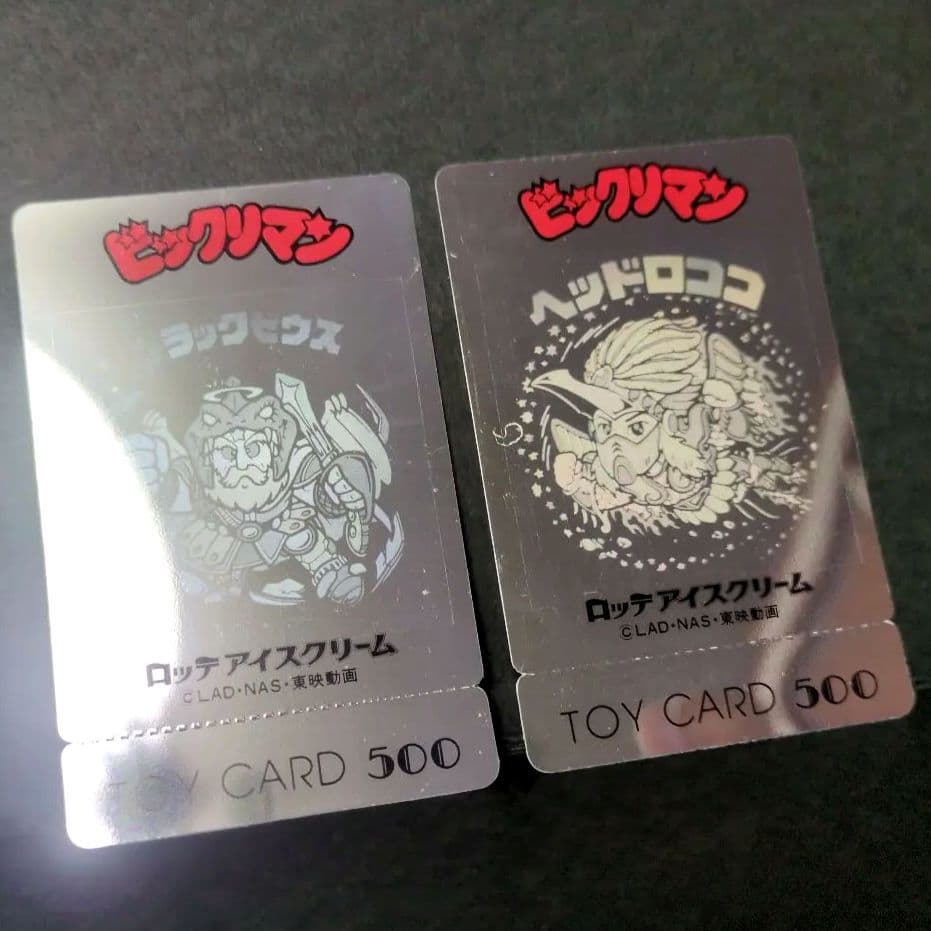 ビックリマン
ラックビウス
ロッテ アイスクリーム
©LAD・NAS・東映動画
TOY CARD 500
ビックリマン
ヘッドロココ
ロッテ アイスクリーム
©LAD・NAS・東映動画
TOY CARD 500